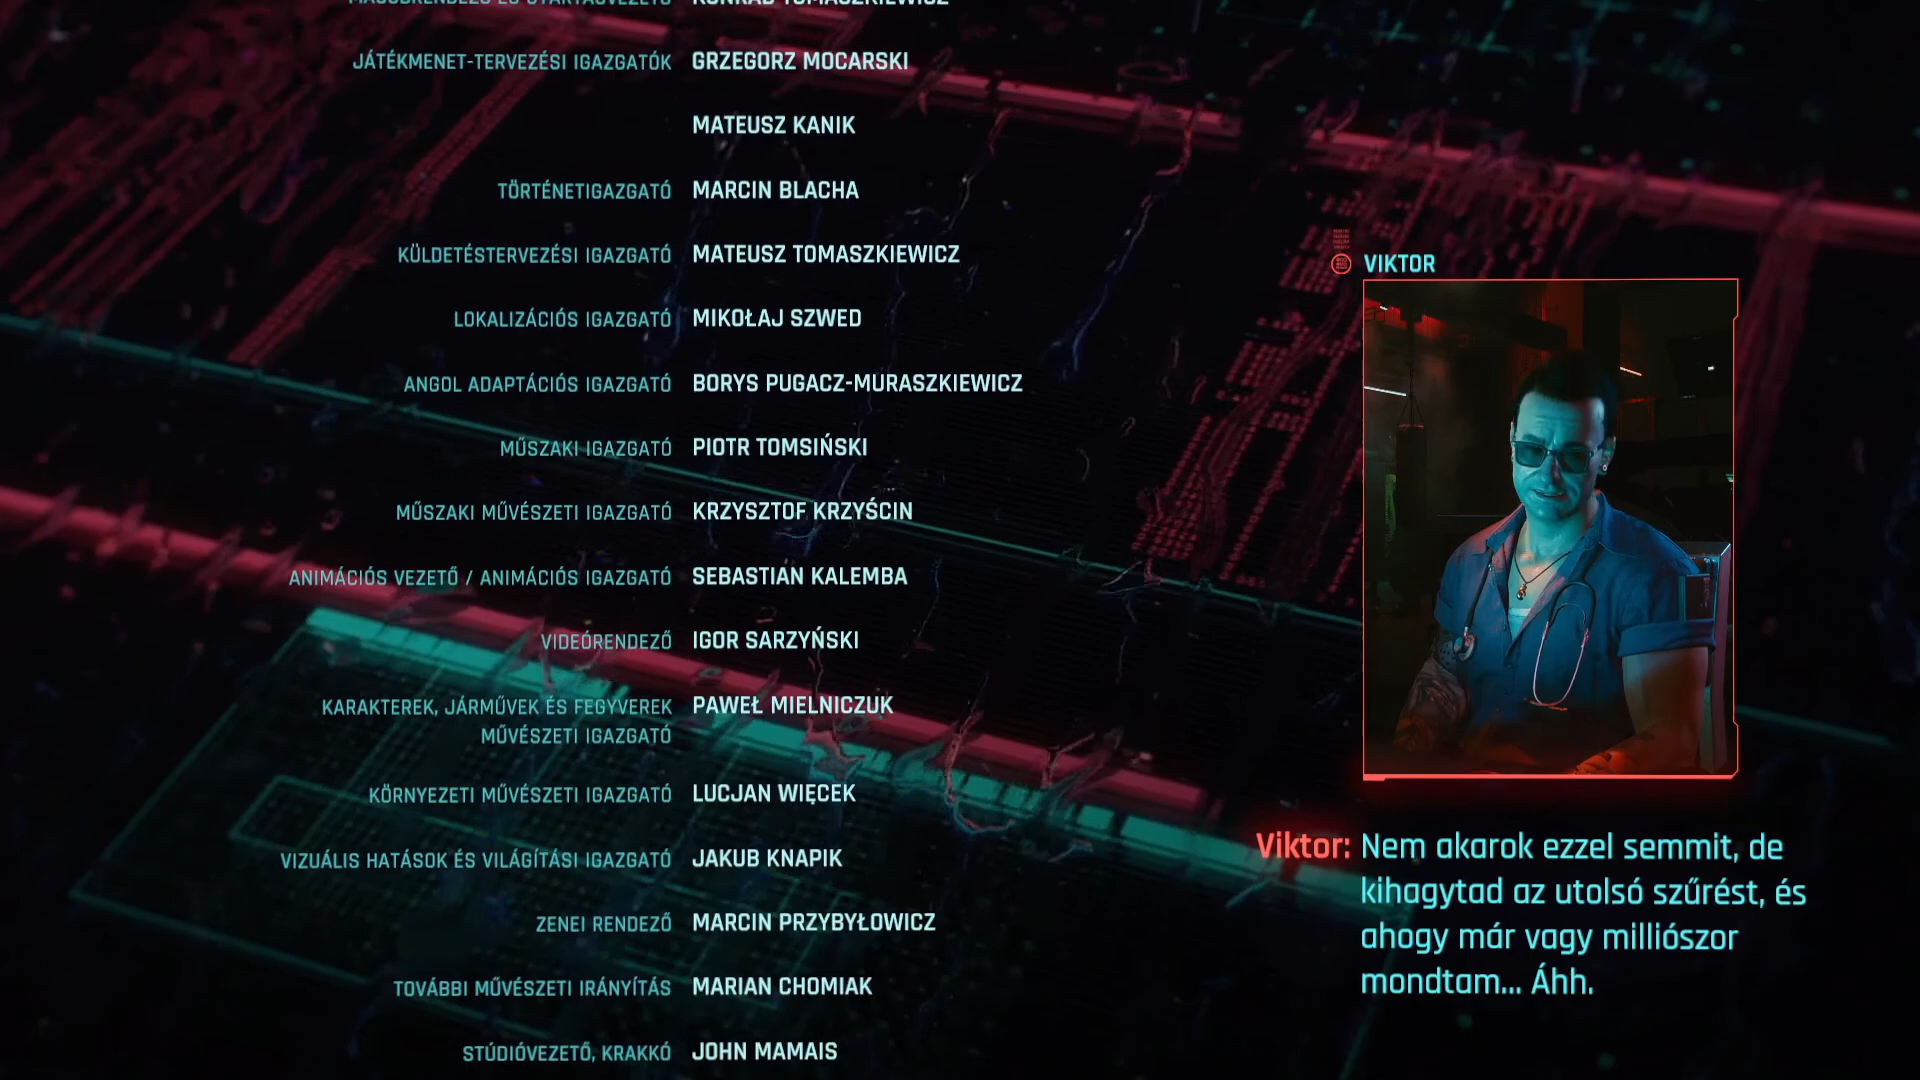 KONRAD TOMASZKIEWICZ
JÁTÉKMENET-TERVEZÉSI IGAZGATÓK GRZEGORZ MOCARSKI
MATEUSZ KANIK
TÖRTÉNETIGAZGATÓ MARCIN BLACHA
KÜLDETÉSTERVEZÉSI IGAZGATÓ MATEUSZ TOMASZKIEWICZ
LOKALIZÁCIÓS IGAZGATÓ MIKOŁAJ SZWED
ANGOL ADAPTÁCIÓS IGAZGATÓ BORYS PUGACZ-MURASZKIEWICZ
MŰSZAKI IGAZGATÓ PIOTR TOMSIŃSKI
MŰSZAKI MŰVÉSZETI IGAZGATÓ KRZYSZTOF KRZYŚCIN
ANIMÁCIÓS VEZETŐ / ANIMÁCIÓS IGAZGATÓ SEBASTIAN KALEMBA
VIDEÓRENDEZŐ IGOR SARZYŃSKI
KARAKTEREK, JÁRMŰVEK ÉS FEGYVEREK PAWEŁ MIELNICZUK
MŰVÉSZETI IGAZGATÓ
KÖRNYEZETI MŰVÉSZETI IGAZGATÓ LUCJAN WIĘCEK
VIZUÁLIS HATÁSOK ÉS VILÁGÍTÁSI IGAZGATÓ JAKUB KNAPIK
ZENEI RENDEZŐ MARCIN PRZYBYŁOWICZ
TOVÁBBI MŰVÉSZETI IRÁNYÍTÁS MARIAN CHOMIAK
STÚDIÓVEZETŐ, KRAKKÓ JOHN MAMAIS
VIKTOR
Viktor: Nem akarok ezzel semmit, de
kihagytad az utolsó szűrést, és
ahogy már vagy milliószor
mondtam... Áhh.